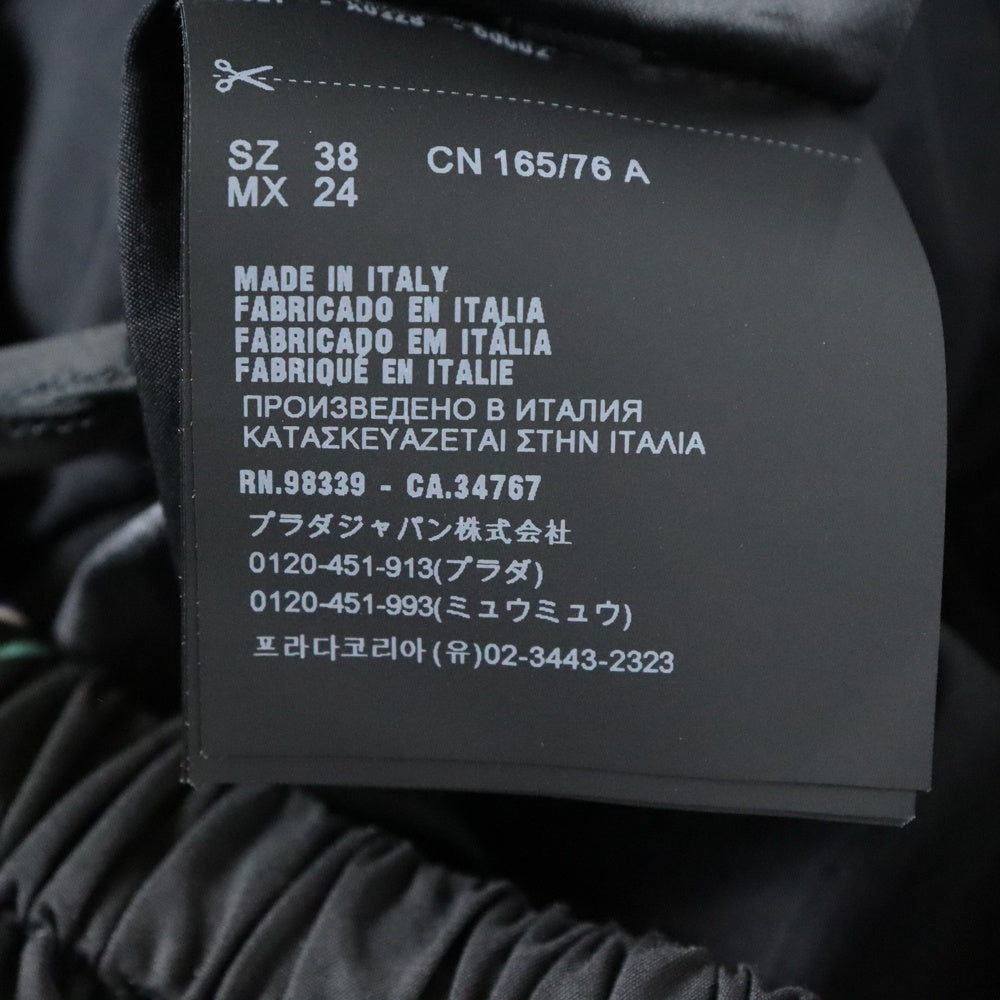 SZ 38 CN 165/76 A
MX 24
MADE IN ITALY
FABRICADO EN ITALIA
FABRICADO EM ITÁLIA
FABRIQUÉ EN ITALIE
ПРОИЗВЕДЕНО В ИТАЛИЯ
ΚΑΤΑΣΚΕΥΑΖΕΤΑΙ ΣΤΗΝ ΙΤΑΛΙΑ
RN.98339 - CA.34767
プラダジャパン株式会社
0120-451-913(プラダ)
0120-451-993(ミュウミュウ)
프라다코리아(유)02-3443-2323